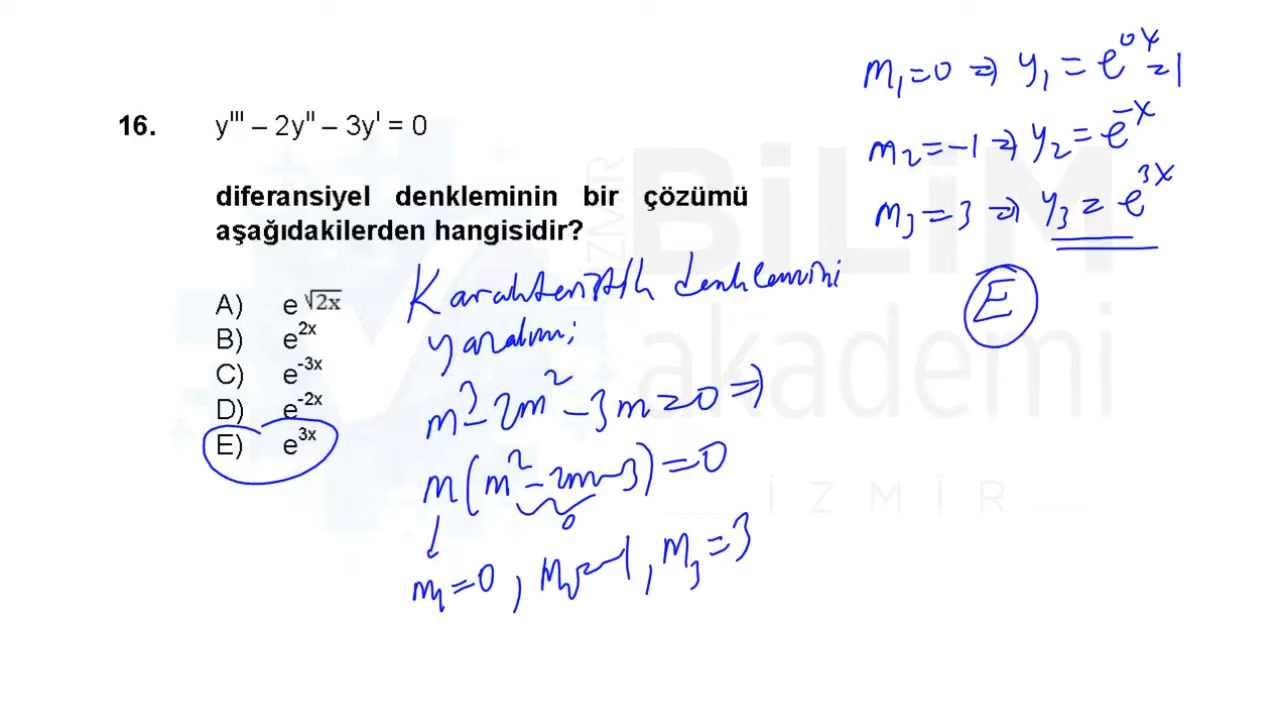 16. y''' – 2y'' – 3y' = 0
diferansiyel denkleminin bir çözümü
aşağıdakilerden hangisidir?
A) e^√2x
B) e^2x
C) e^-3x
D) e^-2x
E) e^3x
Karakteristik denklemini
yazalım;
m³ – 2m² – 3m = 0 ⇒
m(m² – 2m – 3) = 0
0
m₁ = 0, m₂ = –1, m₃ = 3
m₁ = 0 ⇒ y₁ = e^0x = 1
m₂ = –1 ⇒ y₂ = e^-x
m₃ = 3 ⇒ y₃ = e^3x
E
İZMİR
BİLİM
akademi
İZMİR